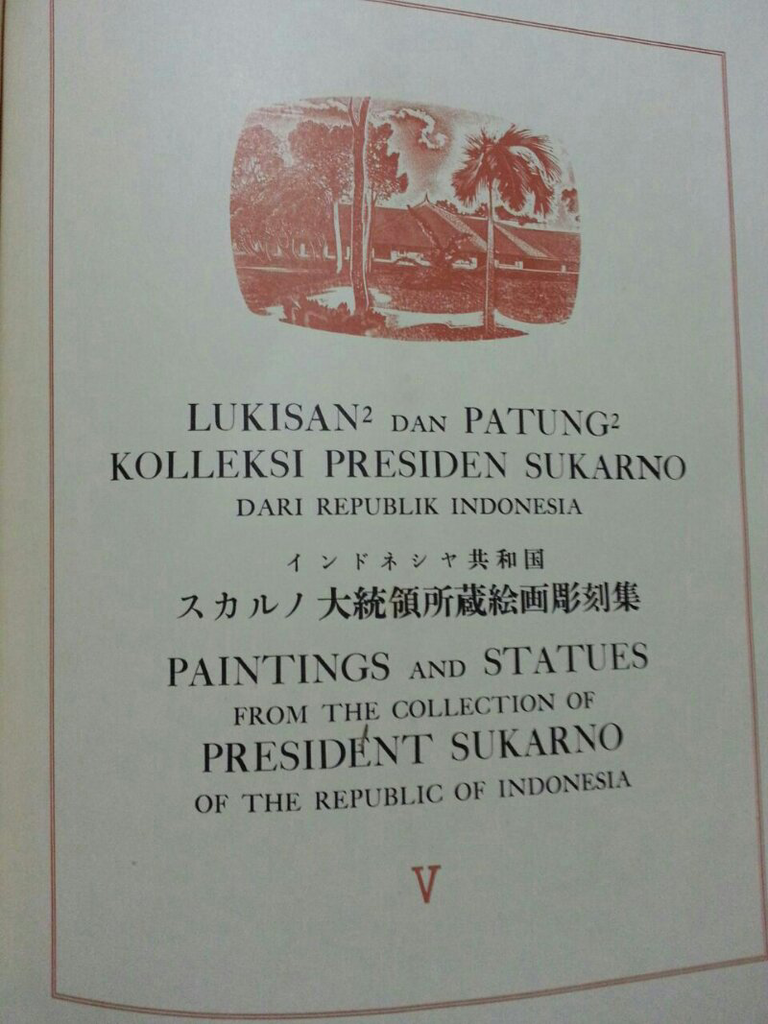 LUKISAN² DAN PATUNG²
KOLLEKSI PRESIDEN SUKARNO
DARI REPUBLIK INDONESIA
インドネシヤ共和国
スカルノ大統領所蔵絵画彫刻集
PAINTINGS AND STATUES
FROM THE COLLECTION OF
PRESIDENT SUKARNO
OF THE REPUBLIC OF INDONESIA
V